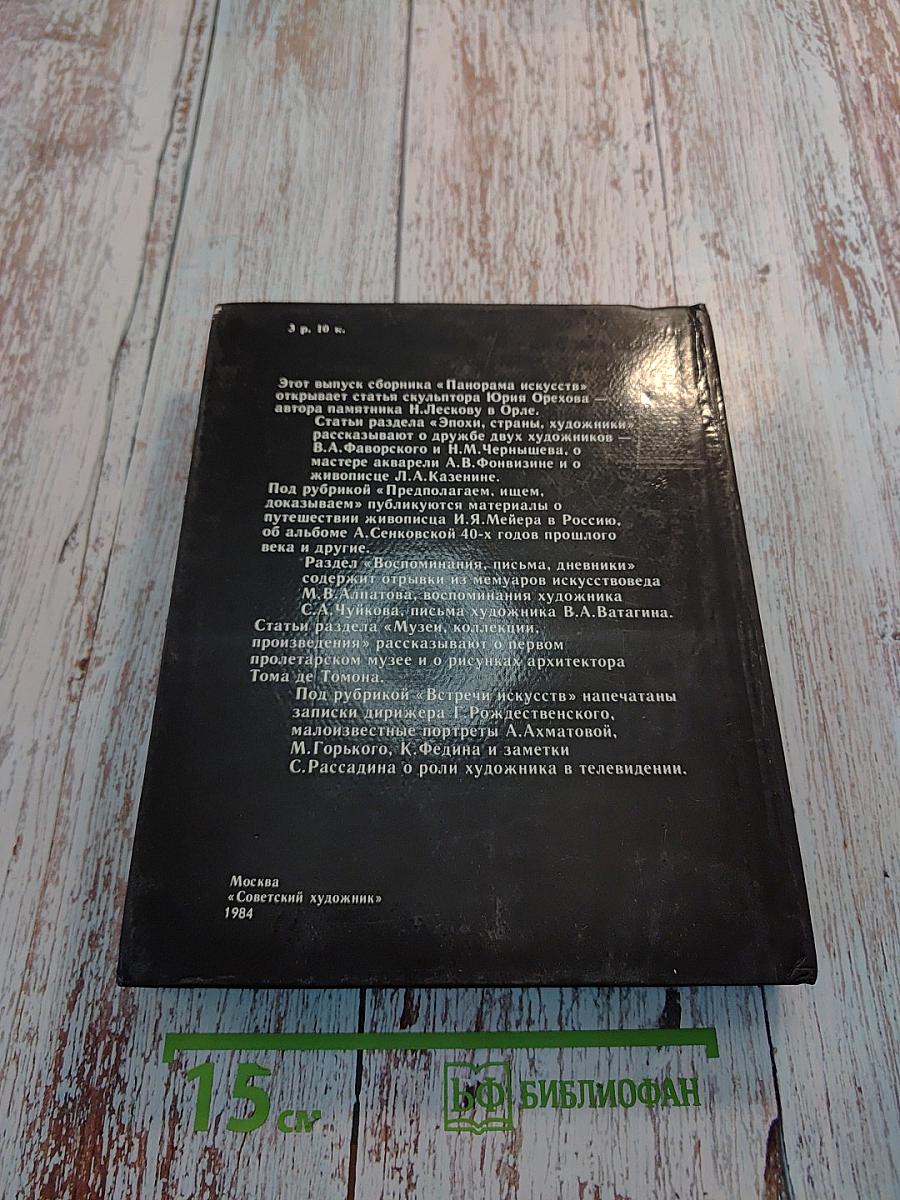 3 р. 10 к.
Этот выпуск сборника «Панорама искусств»
открывает статья скульптора Юрия Орехова —
автора памятника Н.Лескову в Орле.
Статьи раздела «Эпохи, страны, художники»
рассказывают о дружбе двух художников —
В.А.Фаворского и Н.М.Чернышева, о
мастере акварели А.В.Фонвизине и о
живописце Л.А.Казенине.
Под рубрикой «Предполагаем, ищем,
доказываем» публикуются материалы о
путешествии живописца И.Я.Мейера в Россию,
об альбоме А.Сенковской 40-х годов прошлого
века и другие.
Раздел «Воспоминания, письма, дневники»
содержит отрывки из мемуаров искусствоведа
М.В.Алпатова, воспоминания художника
С.А.Чуйкова, письма художника В.А.Ватагина.
Статьи раздела «Музеи, коллекции,
произведения» рассказывают о первом
пролетарском музее и о рисунках архитектора
Тома де Томона.
Под рубрикой «Встречи искусств» напечатаны
записки дирижера Г.Рождественского,
малоизвестные портреты А.Ахматовой,
М.Горького, К.Федина и заметки
С.Рассадина о роли художника в телевидении.
Москва
«Советский художник»
1984
15 см
БФ БИБЛИОФАН